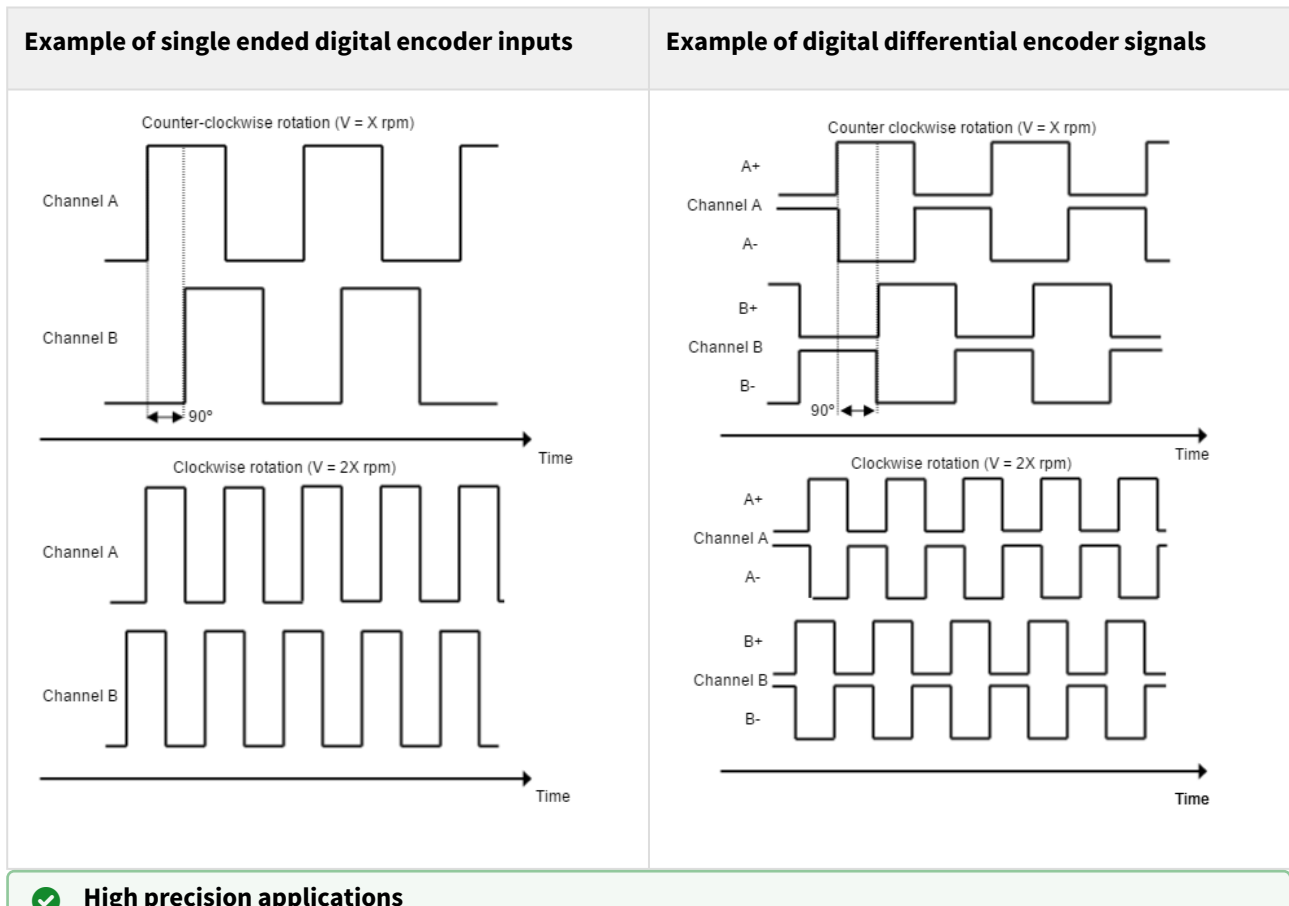 Example of single ended digital encoder inputs
Example of digital differential encoder signals
Counter-clockwise rotation (V = X rpm)
Channel A
Channel B
90º
Time
Clockwise rotation (V = 2X rpm)
Channel A
Channel B
Time
Counter clockwise rotation (V = X rpm)
A+
Channel A
A-
B+
Channel B
B-
90º
Time
Clockwise rotation (V = 2X rpm)
A+
Channel A
A-
B+
Channel B
B-
Time
High precision applications